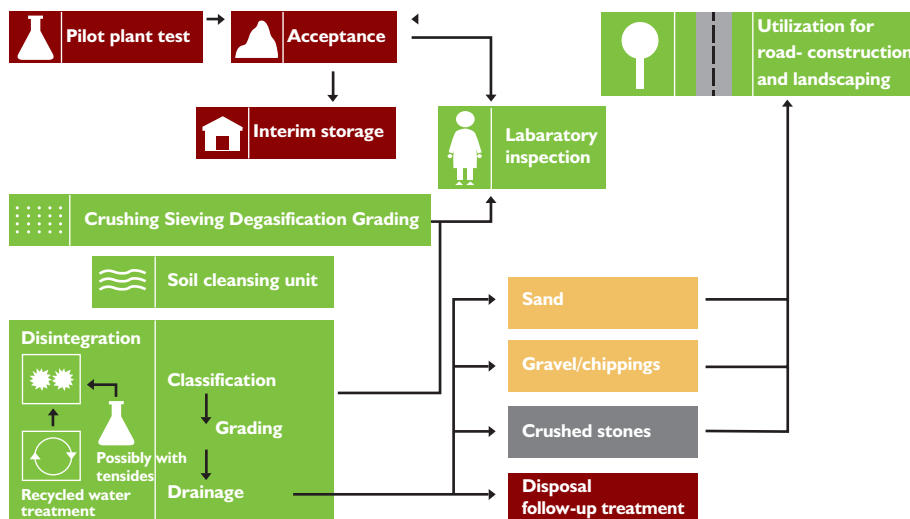 Pilot plant test
Acceptance
Utilization for
road- construction
and landscaping
Interim storage
Labaratory
inspection
Crushing Sieving Degasification Grading
Soil cleansing unit
Sand
Disintegration
Gravel/chippings
Classification
Grading
Crushed stones
Possibly with
tensides
Recycled water
treatment
Drainage
Disposal
follow-up treatment